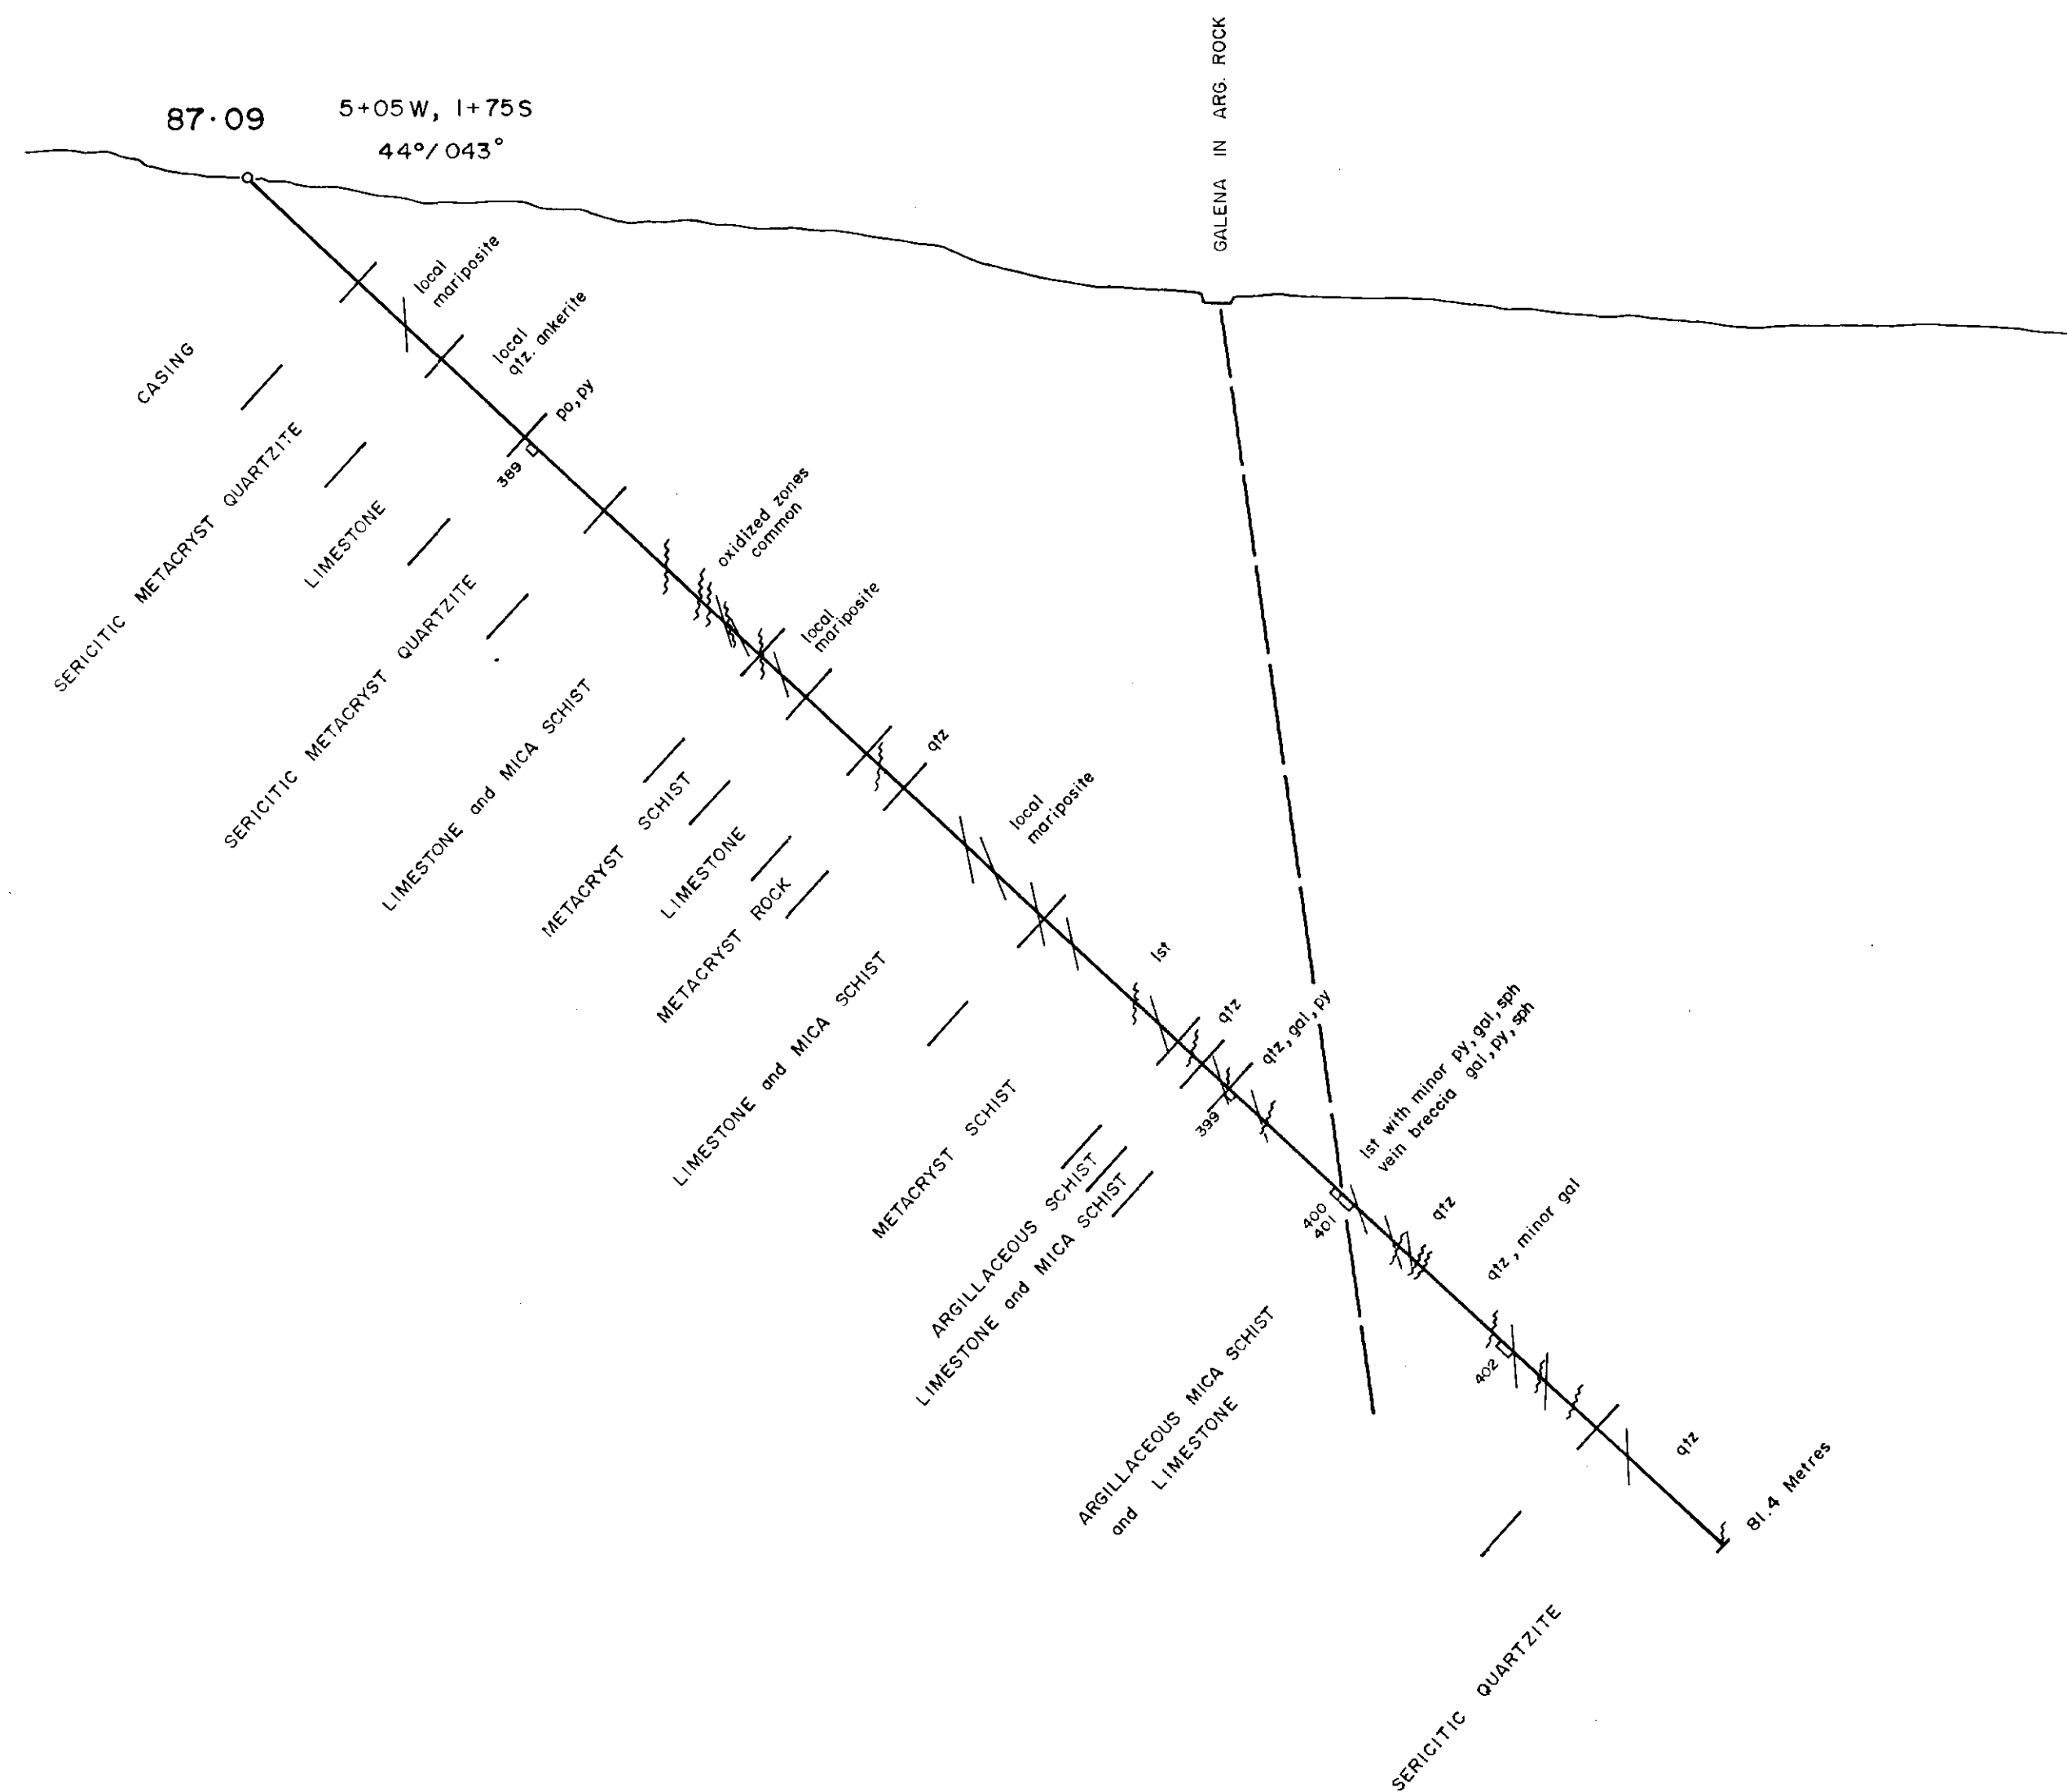 87·09
5+05W, 1+75S
44°/043°
GALENA IN ARG. ROCK
local
mariposite
local
qtz. ankerite
po, py
389
oxidized zones
common
local
mariposite
qtz
local
mariposite
lst
qtz
qtz, gal, py
399
lst with minor py, gal, sph
vein breccia gal, py, sph
400
401
qtz
qtz, minor gal
402
qtz
81.4 Metres
CASING
SERICITIC METACRYST QUARTZITE
LIMESTONE
SERICITIC METACRYST QUARTZITE
LIMESTONE and MICA SCHIST
METACRYST SCHIST
LIMESTONE
METACRYST ROCK
LIMESTONE and MICA SCHIST
METACRYST SCHIST
ARGILLACEOUS SCHIST
LIMESTONE and MICA SCHIST
ARGILLACEOUS MICA SCHIST
and LIMESTONE
SERICITIC QUARTZITE